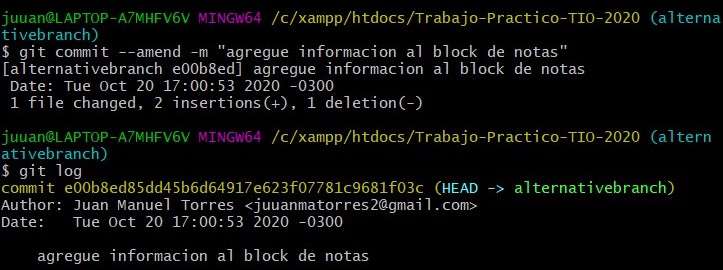 juuan@LAPTOP-A7MHFV6V MINGW64 /c/xampp/htdocs/Trabajo-Practico-TIO-2020 (alterna
tivebranch)
$ git commit --amend -m "agregue informacion al block de notas"
[alternativebranch e00b8ed] agregue informacion al block de notas
 Date: Tue Oct 20 17:00:53 2020 -0300
 1 file changed, 2 insertions(+), 1 deletion(-)

juuan@LAPTOP-A7MHFV6V MINGW64 /c/xampp/htdocs/Trabajo-Practico-TIO-2020 (altern
ativebranch)
$ git log
commit e00b8ed85dd45b6d64917e623f07781c9681f03c (HEAD -> alternativebranch)
Author: Juan Manuel Torres <juuanmatorres2@gmail.com>
Date:   Tue Oct 20 17:00:53 2020 -0300

    agregue informacion al block de notas